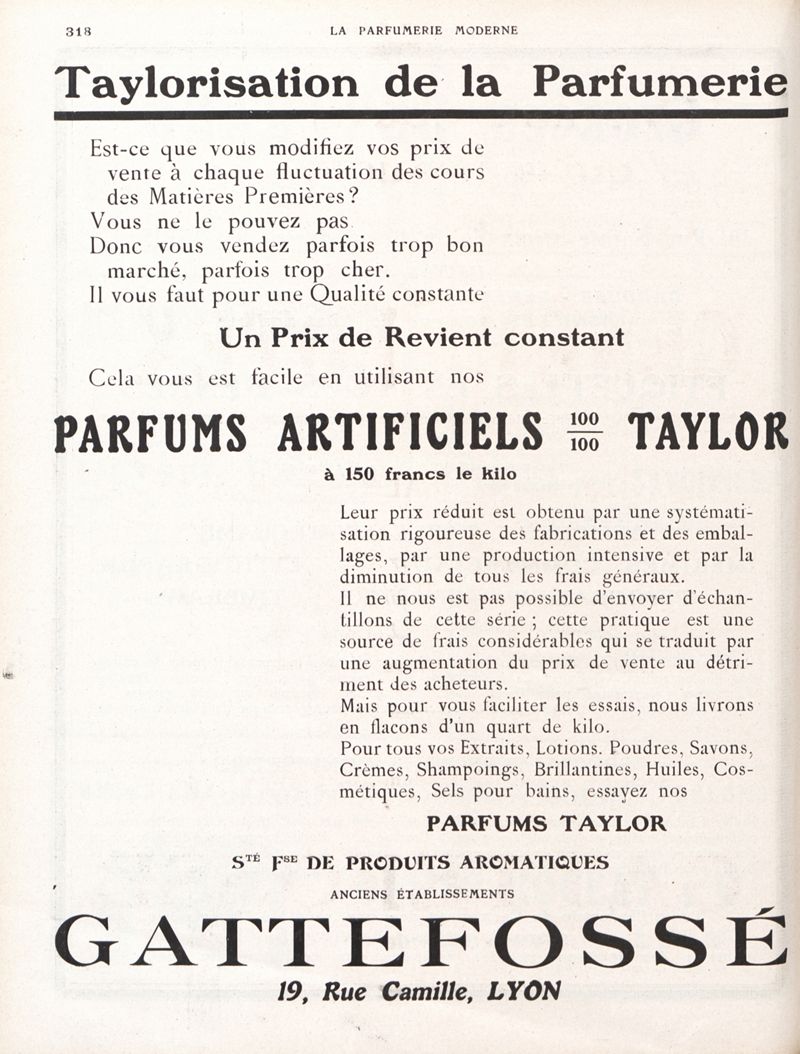 318
LA PARFUMERIE MODERNE
Taylorisation de la Parfumerie
Est-ce que vous modifiez vos prix de
vente à chaque fluctuation des cours
des Matières Premières?
Vous ne le pouvez pas
Donc vous vendez parfois trop bon
marché, parfois trop cher.
Il vous faut pour une Qualité constante
Un Prix de Revient constant
Cela vous est facile en utilisant nos
PARFUMS ARTIFICIELS 100/100 TAYLOR
à 150 francs le kilo
Leur prix réduit est obtenu par une systémati-
sation rigoureuse des fabrications et des embal-
lages, par une production intensive et par la
diminution de tous les frais généraux.
Il ne nous est pas possible d'envoyer d'échan-
tillons de cette série ; cette pratique est une
source de frais considérables qui se traduit par
une augmentation du prix de vente au détri-
ment des acheteurs.
Mais pour vous faciliter les essais, nous livrons
en flacons d'un quart de kilo.
Pour tous vos Extraits, Lotions. Poudres, Savons,
Crèmes, Shampoings, Brillantines, Huiles, Cos-
métiques, Sels pour bains, essayez nos
PARFUMS TAYLOR
STÉ FSE DE PRODUITS AROMATIQUES
ANCIENS ÉTABLISSEMENTS
GATTEFOSSÉ
19, Rue Camille, LYON